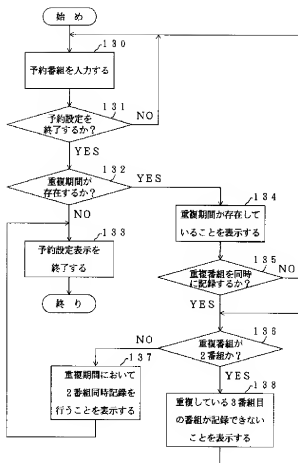 始め
130
予約番組を入力する
131
予約設定を
終了するか？
NO
YES
132
重複期間が
存在するか？
YES
NO
133
予約設定表示を
終了する
終り
134
重複期間が存在して
いることを表示する
135
重複番組を同時
に記録するか？
NO
YES
136
重複番組が
2番組か？
NO
YES
137
重複期間において
2番組同時記録を
行うことを表示する
138
重複している3番組目
の番組が記録できない
ことを表示する